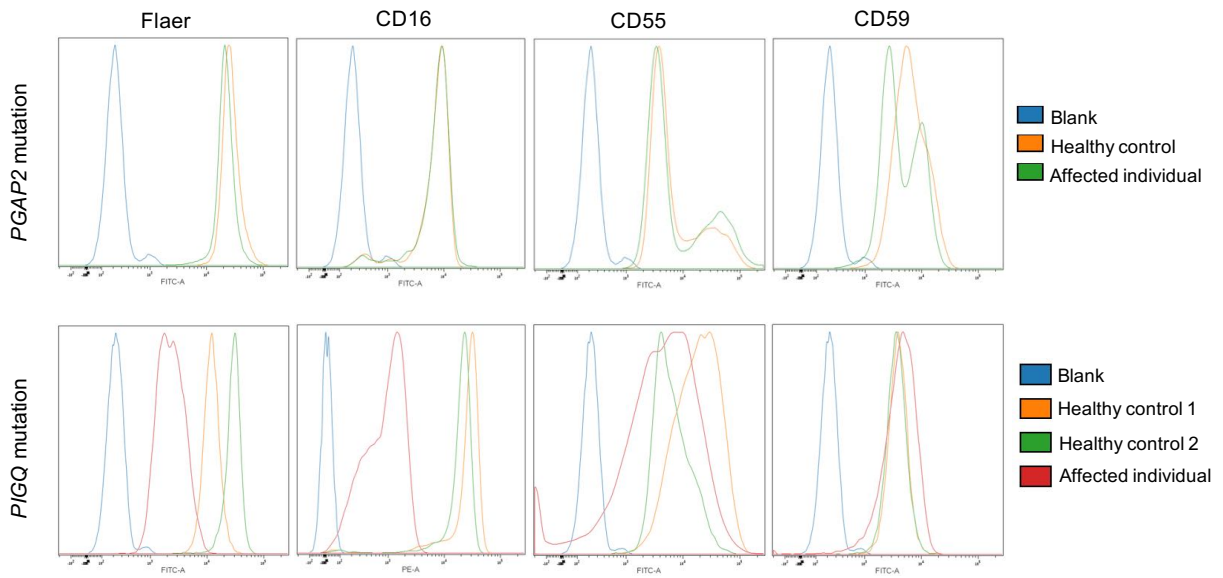 Flaer
CD16
CD55
CD59
PGAP2 mutation
FITC-A
FITC-A
FITC-A
FITC-A
Blank
Healthy control
Affected individual
PIGQ mutation
FITC-A
PE-A
FITC-A
FITC-A
Blank
Healthy control 1
Healthy control 2
Affected individual